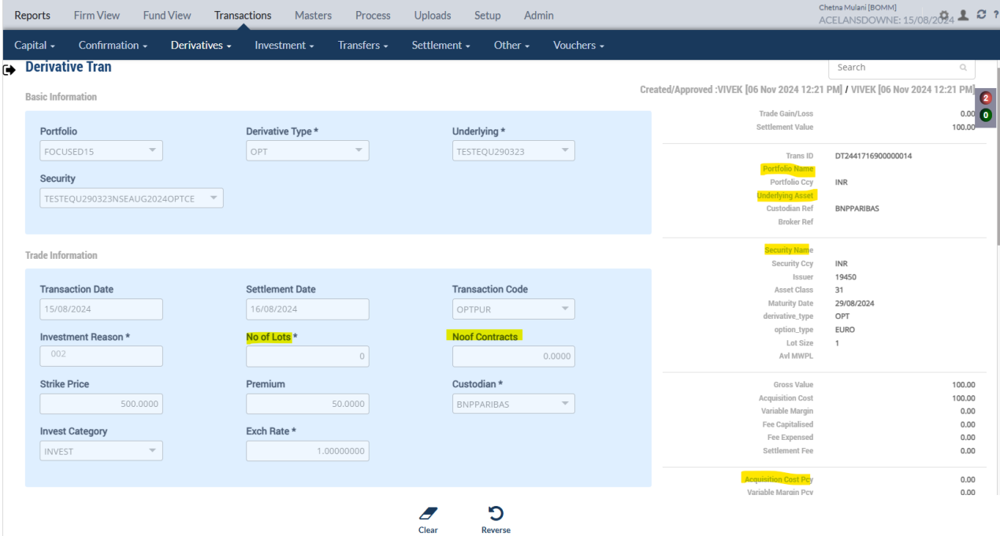 Reports Firm View Fund View Transactions Masters Process Uploads Setup Admin
Chetna Mulani [BOMM]
ACELANSDOWNE: 15/08/2024 ?
Capital Confirmation Derivatives Investment Transfers Settlement Other Vouchers
Derivative Tran
Search
Created/Approved :VIVEK [06 Nov 2024 12:21 PM] / VIVEK [06 Nov 2024 12:21 PM]
2
0
Basic Information
Portfolio Derivative Type * Underlying *
FOCUSED15 OPT TESTEQU290323
Security
TESTEQU290323NSEAUG2024OPTCE
Trade Information
Transaction Date Settlement Date Transaction Code
15/08/2024 16/08/2024 OPTPUR
Investment Reason * No of Lots * Noof Contracts
002 0 0.0000
Strike Price Premium Custodian *
500.0000 50.0000 BNPPARIBAS
Invest Category Exch Rate *
INVEST 1.00000000
Trade Gain/Loss 0.00
Settlement Value 100.00
Trans ID DT2441716900000014
Portfolio Name
Portfolio Ccy INR
Underlying Asset
Custodian Ref BNPPARIBAS
Broker Ref
Security Name
Security Ccy INR
Issuer 19450
Asset Class 31
Maturity Date 29/08/2024
derivative_type OPT
option_type EURO
Lot Size 1
Avl MWPL
Gross Value 100.00
Acquisition Cost 100.00
Variable Margin 0.00
Fee Capitalised 0.00
Fee Expensed 0.00
Settlement Fee 0.00
Acquisition Cost Pcy 0.00
Variable Margin Pcy 0.00
Clear Reverse